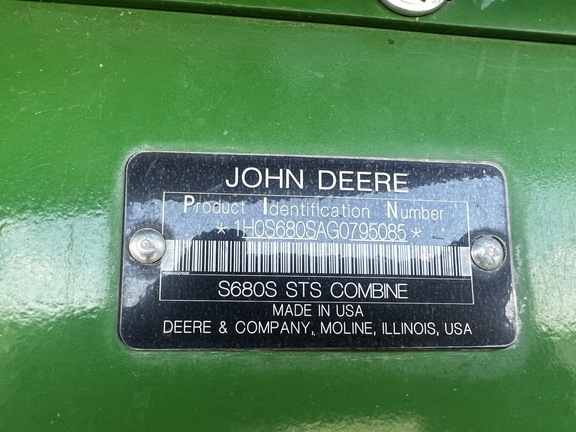 JOHN DEERE
Product Identification Number
*1H0S680SAG0795085*
S680S STS COMBINE
MADE IN USA
DEERE & COMPANY, MOLINE, ILLINOIS, USA